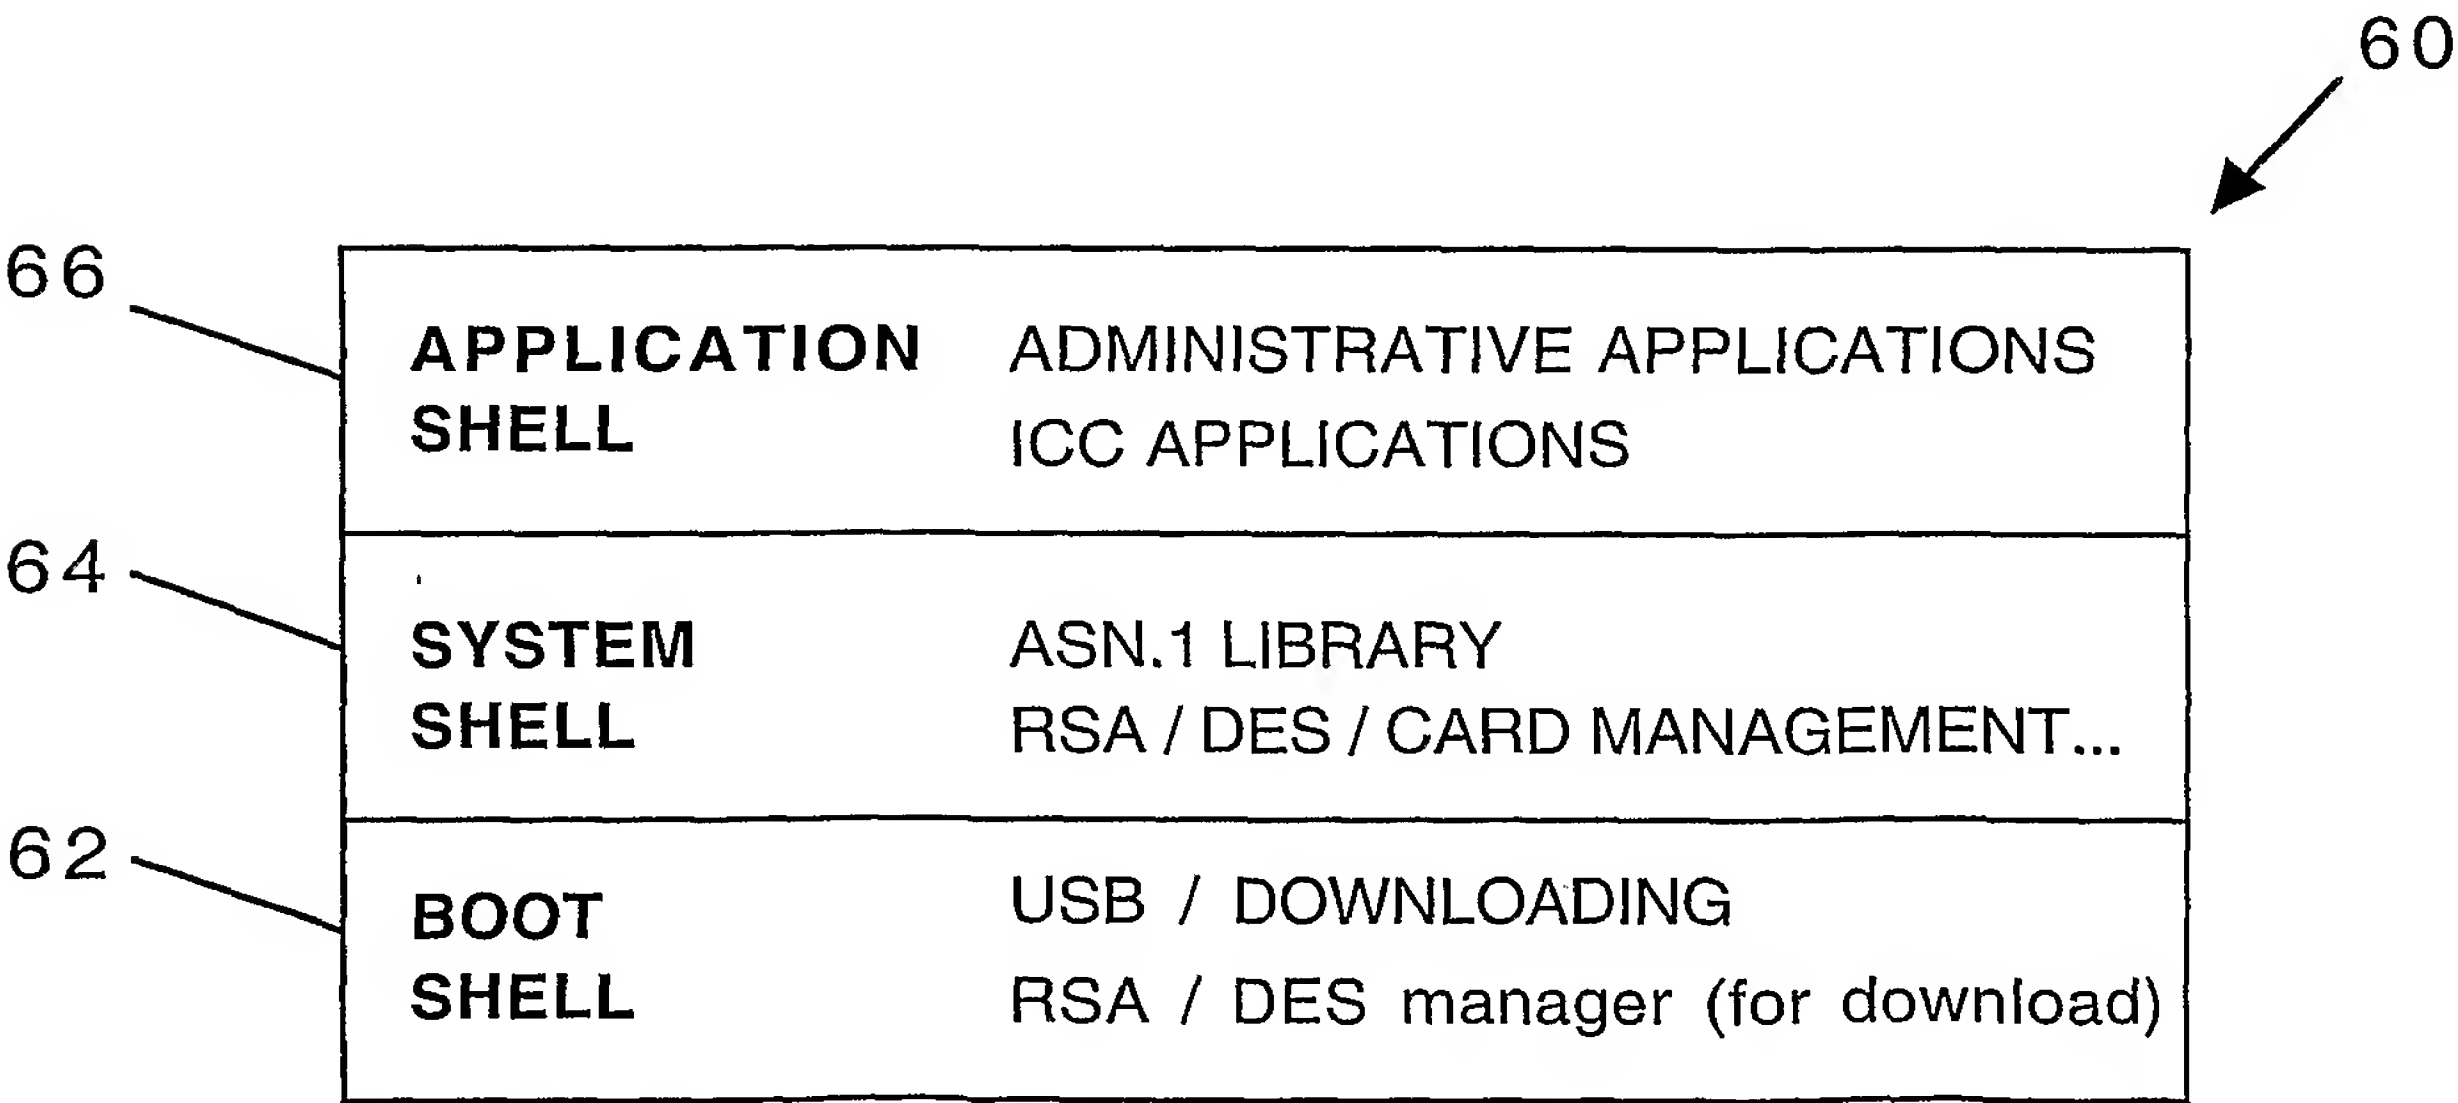 60
66
APPLICATION ADMINISTRATIVE APPLICATIONS
SHELL ICC APPLICATIONS
64
SYSTEM ASN.1 LIBRARY
SHELL RSA / DES / CARD MANAGEMENT...
62
BOOT USB / DOWNLOADING
SHELL RSA / DES manager (for download)